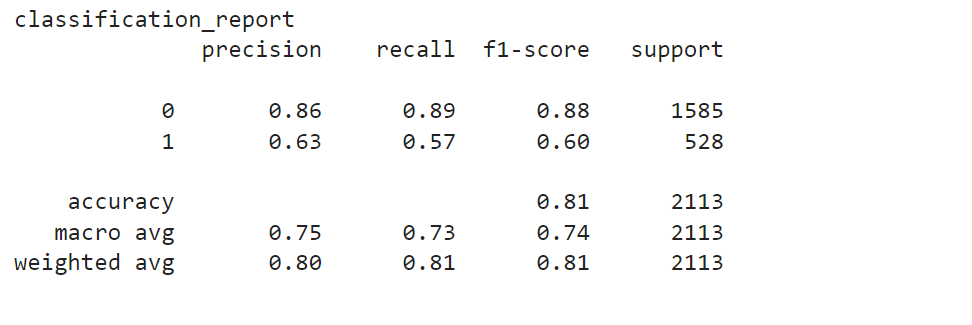 classification_report
precision recall f1-score support
0 0.86 0.89 0.88 1585
1 0.63 0.57 0.60 528
accuracy 0.81 2113
macro avg 0.75 0.73 0.74 2113
weighted avg 0.80 0.81 0.81 2113